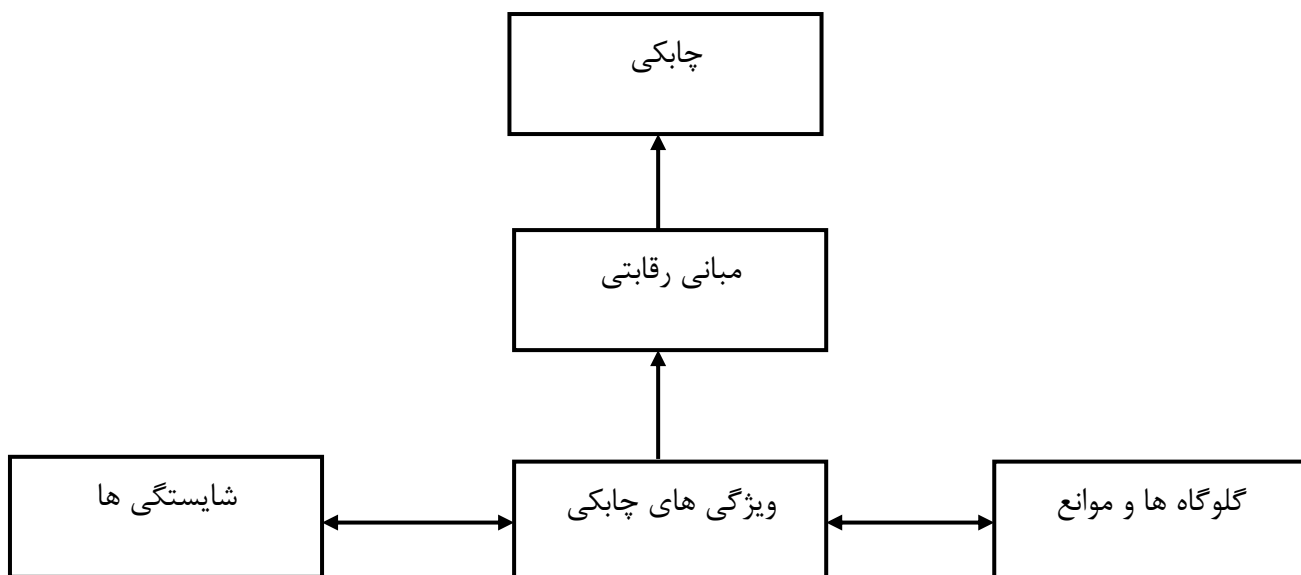 چابکی
مبانی رقابتی
گلوگاه ها و موانع
ویژگی های چابکی
شایستگی ها